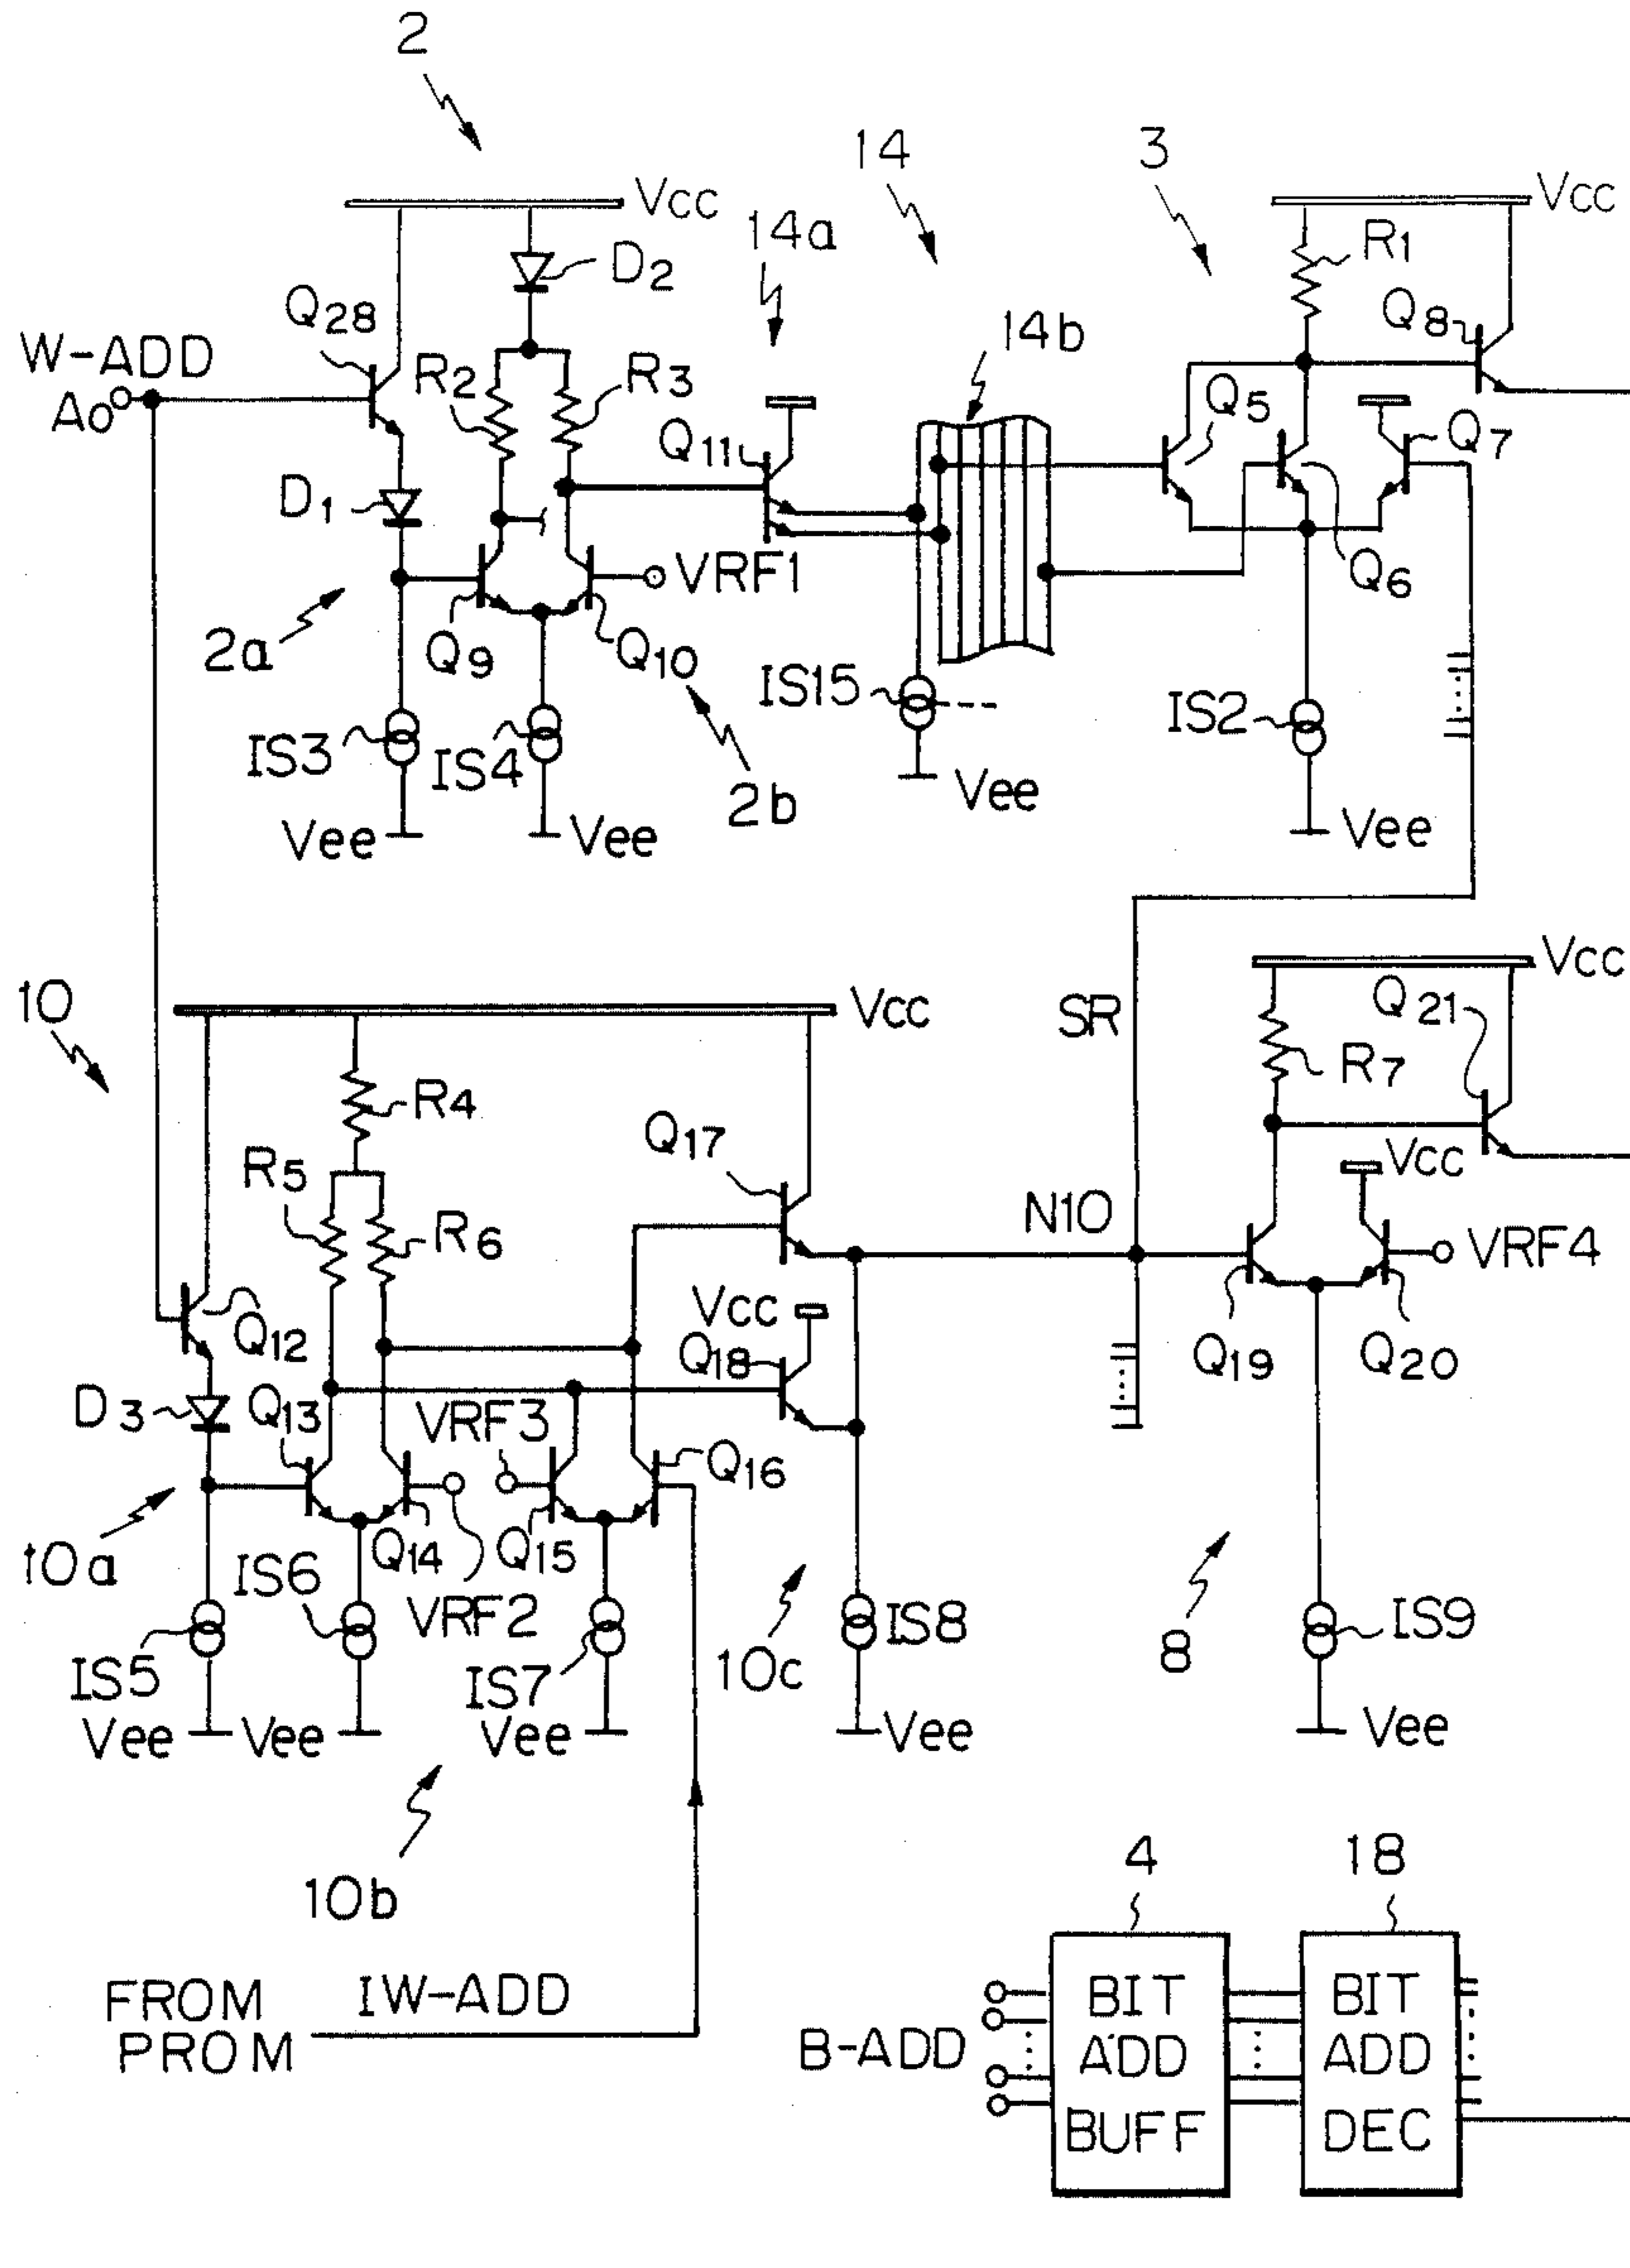 2
14
3
Vcc
Vcc
14a
D2
R1
Q28
Q8
14b
W-ADD
R2
R3
Q5
Ao
Q11
Q7
D1
VRF1
Q6
2a
Q9
Q10
IS15
IS2
IS3
IS4
Vee
2b
Vee
Vee
Vee
Vcc
10
Q21
Vcc
SR
R7
R4
Q17
R5
Vcc
N10
R6
VRF4
Vcc
Q12
Q18
Q19
Q20
D3
Q13
VRF3
Q16
Q14
Q15
10a
IS6
VRF2
IS8
IS9
8
10c
IS5
IS7
Vee
Vee
Vee
Vee
Vee
10b
4
18
FROM
PROM
IW-ADD
B-ADD
BIT
ADD
BUFF
BIT
ADD
DEC